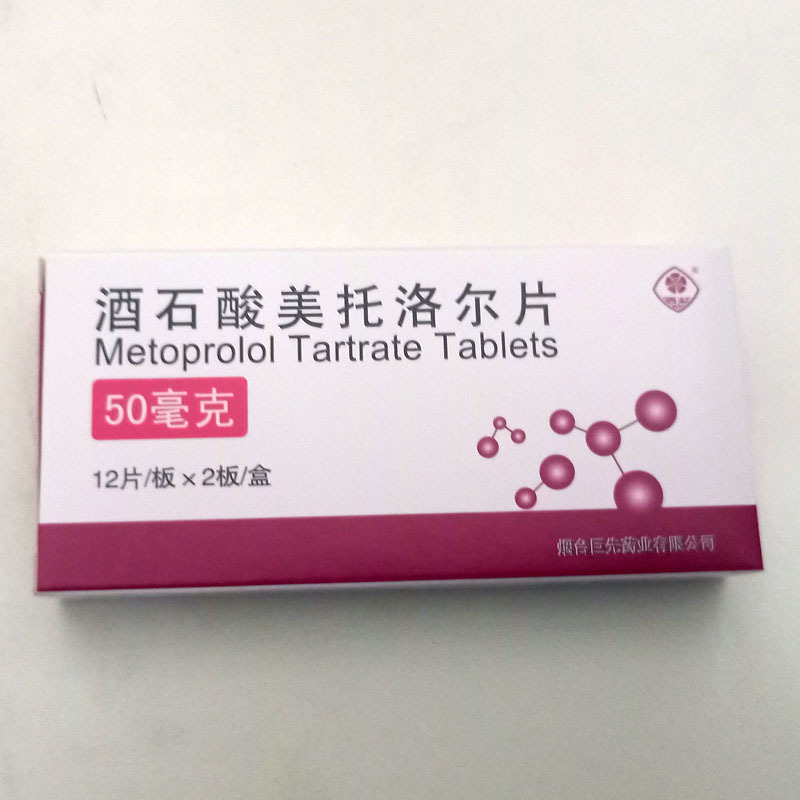 酒石酸美托洛尔片
Metoprolol Tartrate Tablets
50毫克
12片/板×2板/盒
烟台巨先药业有限公司